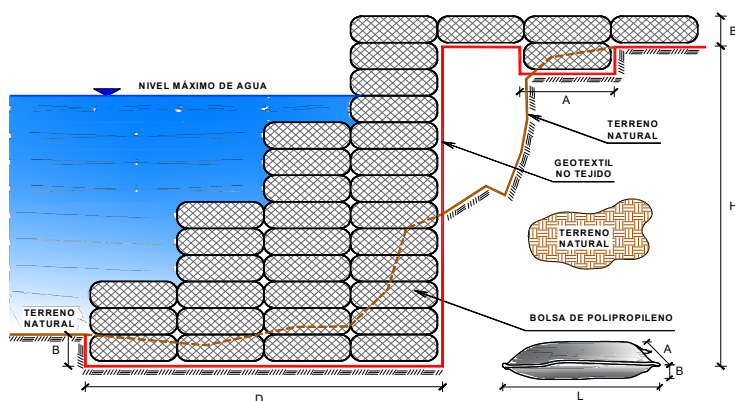 B
NIVEL MÁXIMO DE AGUA
A
TERRENO
NATURAL
GEOTEXTIL
NO TEJIDO
H
TERRENO
NATURAL
TERRENO
NATURAL
BOLSA DE POLIPROPILENO
B
A
B
D
L